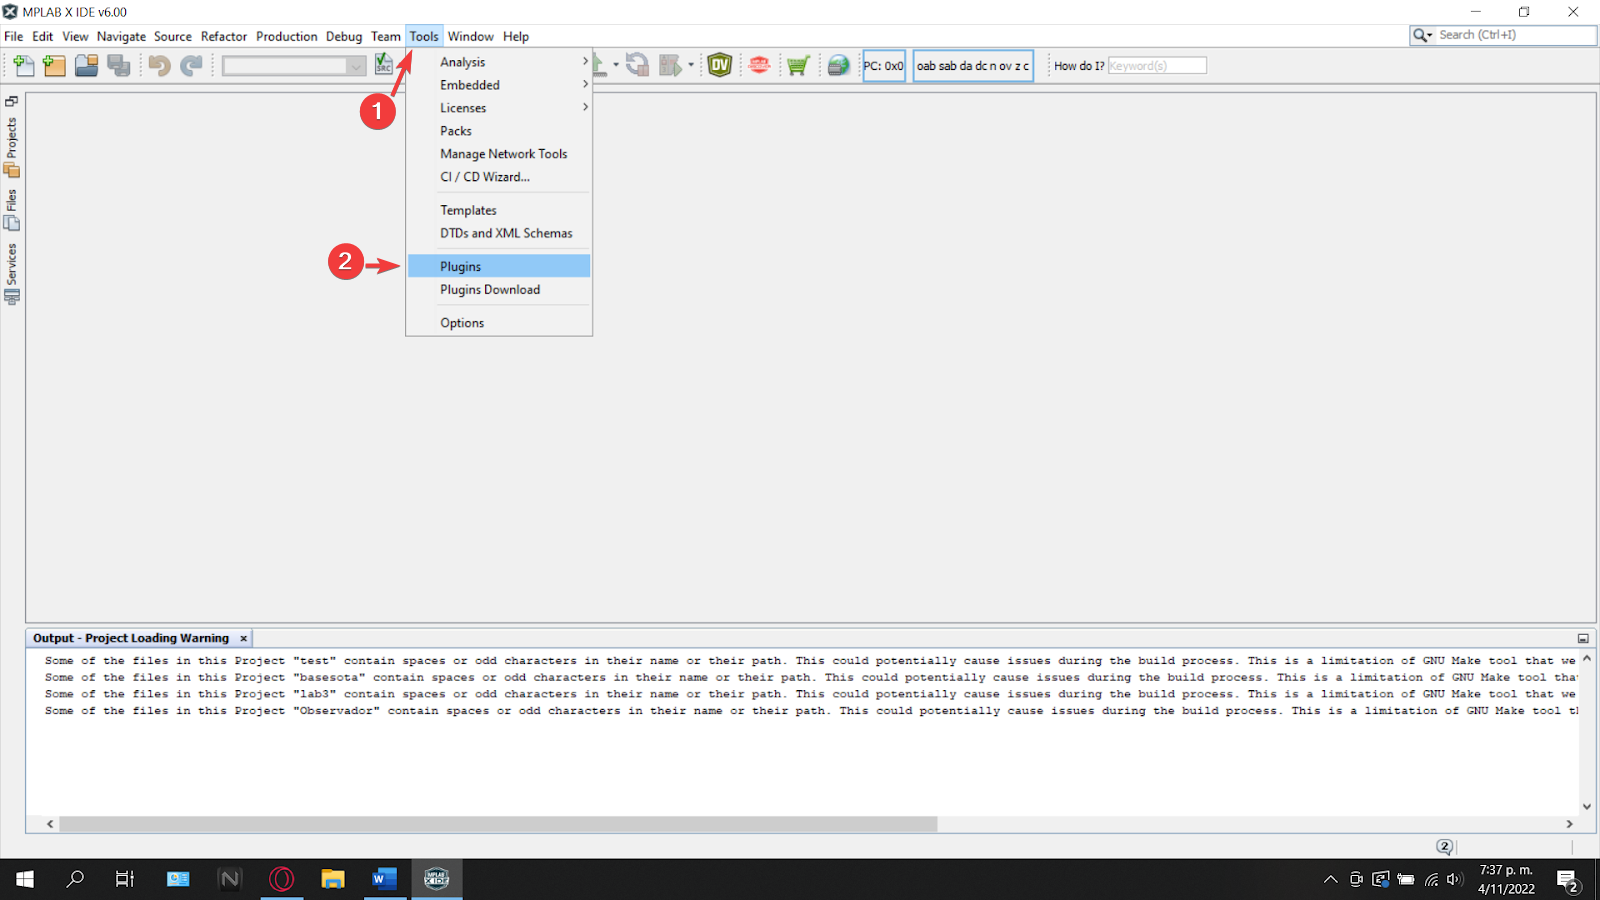 MPLAB X IDE v6.00
File Edit View Navigate Source Refactor Production Debug Team Tools Window Help
Search (Ctrl+I)
SRC
DV
PC: 0x0
oab sab da dc n ov z c
How do I?
Keyword(s)
1
Analysis
Embedded
Licenses
Packs
Manage Network Tools
CI / CD Wizard...
Templates
DTDs and XML Schemas
2
Plugins
Plugins Download
Options
Projects
Files
Services
Output - Project Loading Warning
Some of the files in this Project "test" contain spaces or odd characters in their name or their path. This could potentially cause issues during the build process. This is a limitation of GNU Make tool that we
Some of the files in this Project "basesota" contain spaces or odd characters in their name or their path. This could potentially cause issues during the build process. This is a limitation of GNU Make tool tha
Some of the files in this Project "lab3" contain spaces or odd characters in their name or their path. This could potentially cause issues during the build process. This is a limitation of GNU Make tool that we
Some of the files in this Project "Observador" contain spaces or odd characters in their name or their path. This could potentially cause issues during the build process. This is a limitation of GNU Make tool
2
N
W
MPLAB
X IDE
7:37 p. m.
4/11/2022
2